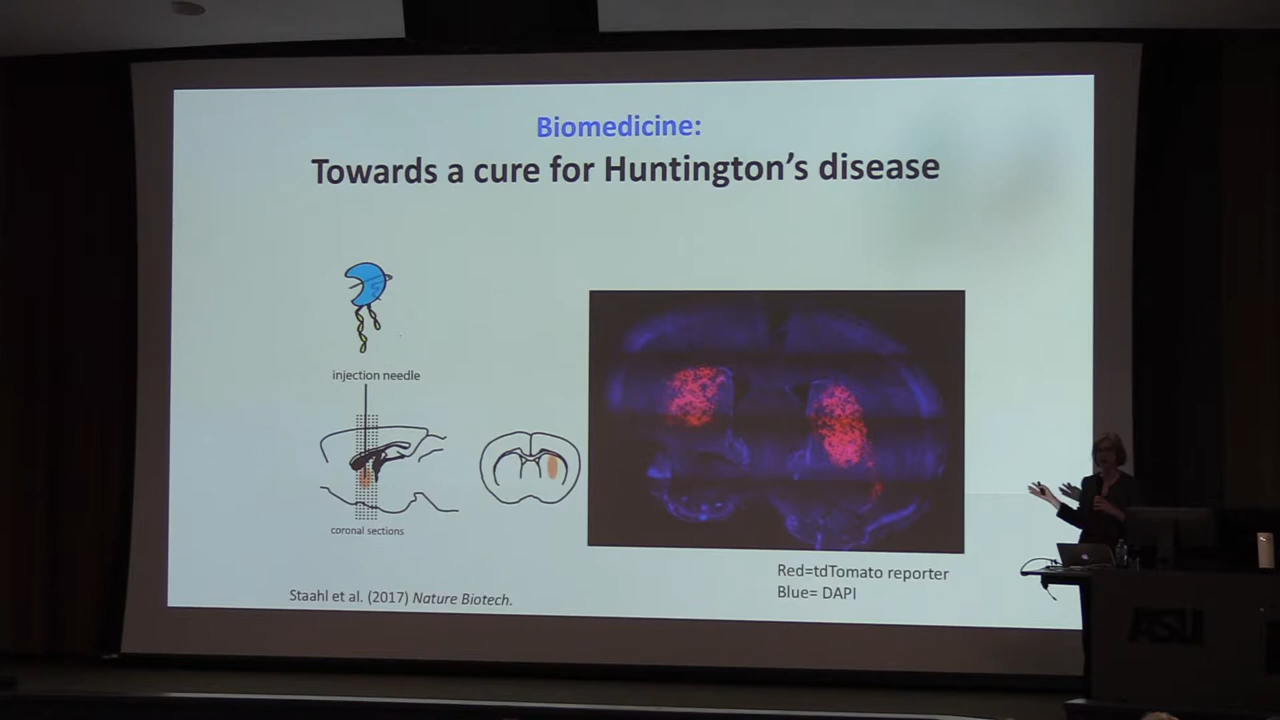 Biomedicine:
Towards a cure for Huntington's disease
injection needle
coronal sections
Red=tdTomato reporter
Blue= DAPI
Staahl et al. (2017) Nature Biotech.
ASU